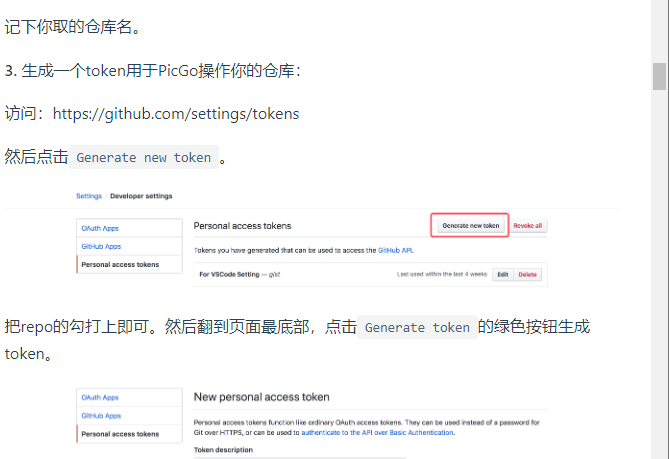 记下你取的仓库名。
3. 生成一个token用于PicGo操作你的仓库：
访问：https://github.com/settings/tokens
然后点击 Generate new token 。
Settings / Developer settings
OAuth Apps
GitHub Apps
Personal access tokens
Personal access tokens
Generate new token
Revoke all
Tokens you have generated that can be used to access the GitHub API.
For VSCode Setting — gist
Last used within the last 4 weeks
Edit
Delete
把repo的勾打上即可。然后翻到页面最底部，点击 Generate token 的绿色按钮生成
token。
OAuth Apps
GitHub Apps
Personal access tokens
New personal access token
Personal access tokens function like ordinary OAuth access tokens. They can be used instead of a password for
Git over HTTPS, or can be used to authenticate to the API over Basic Authentication.
Token description